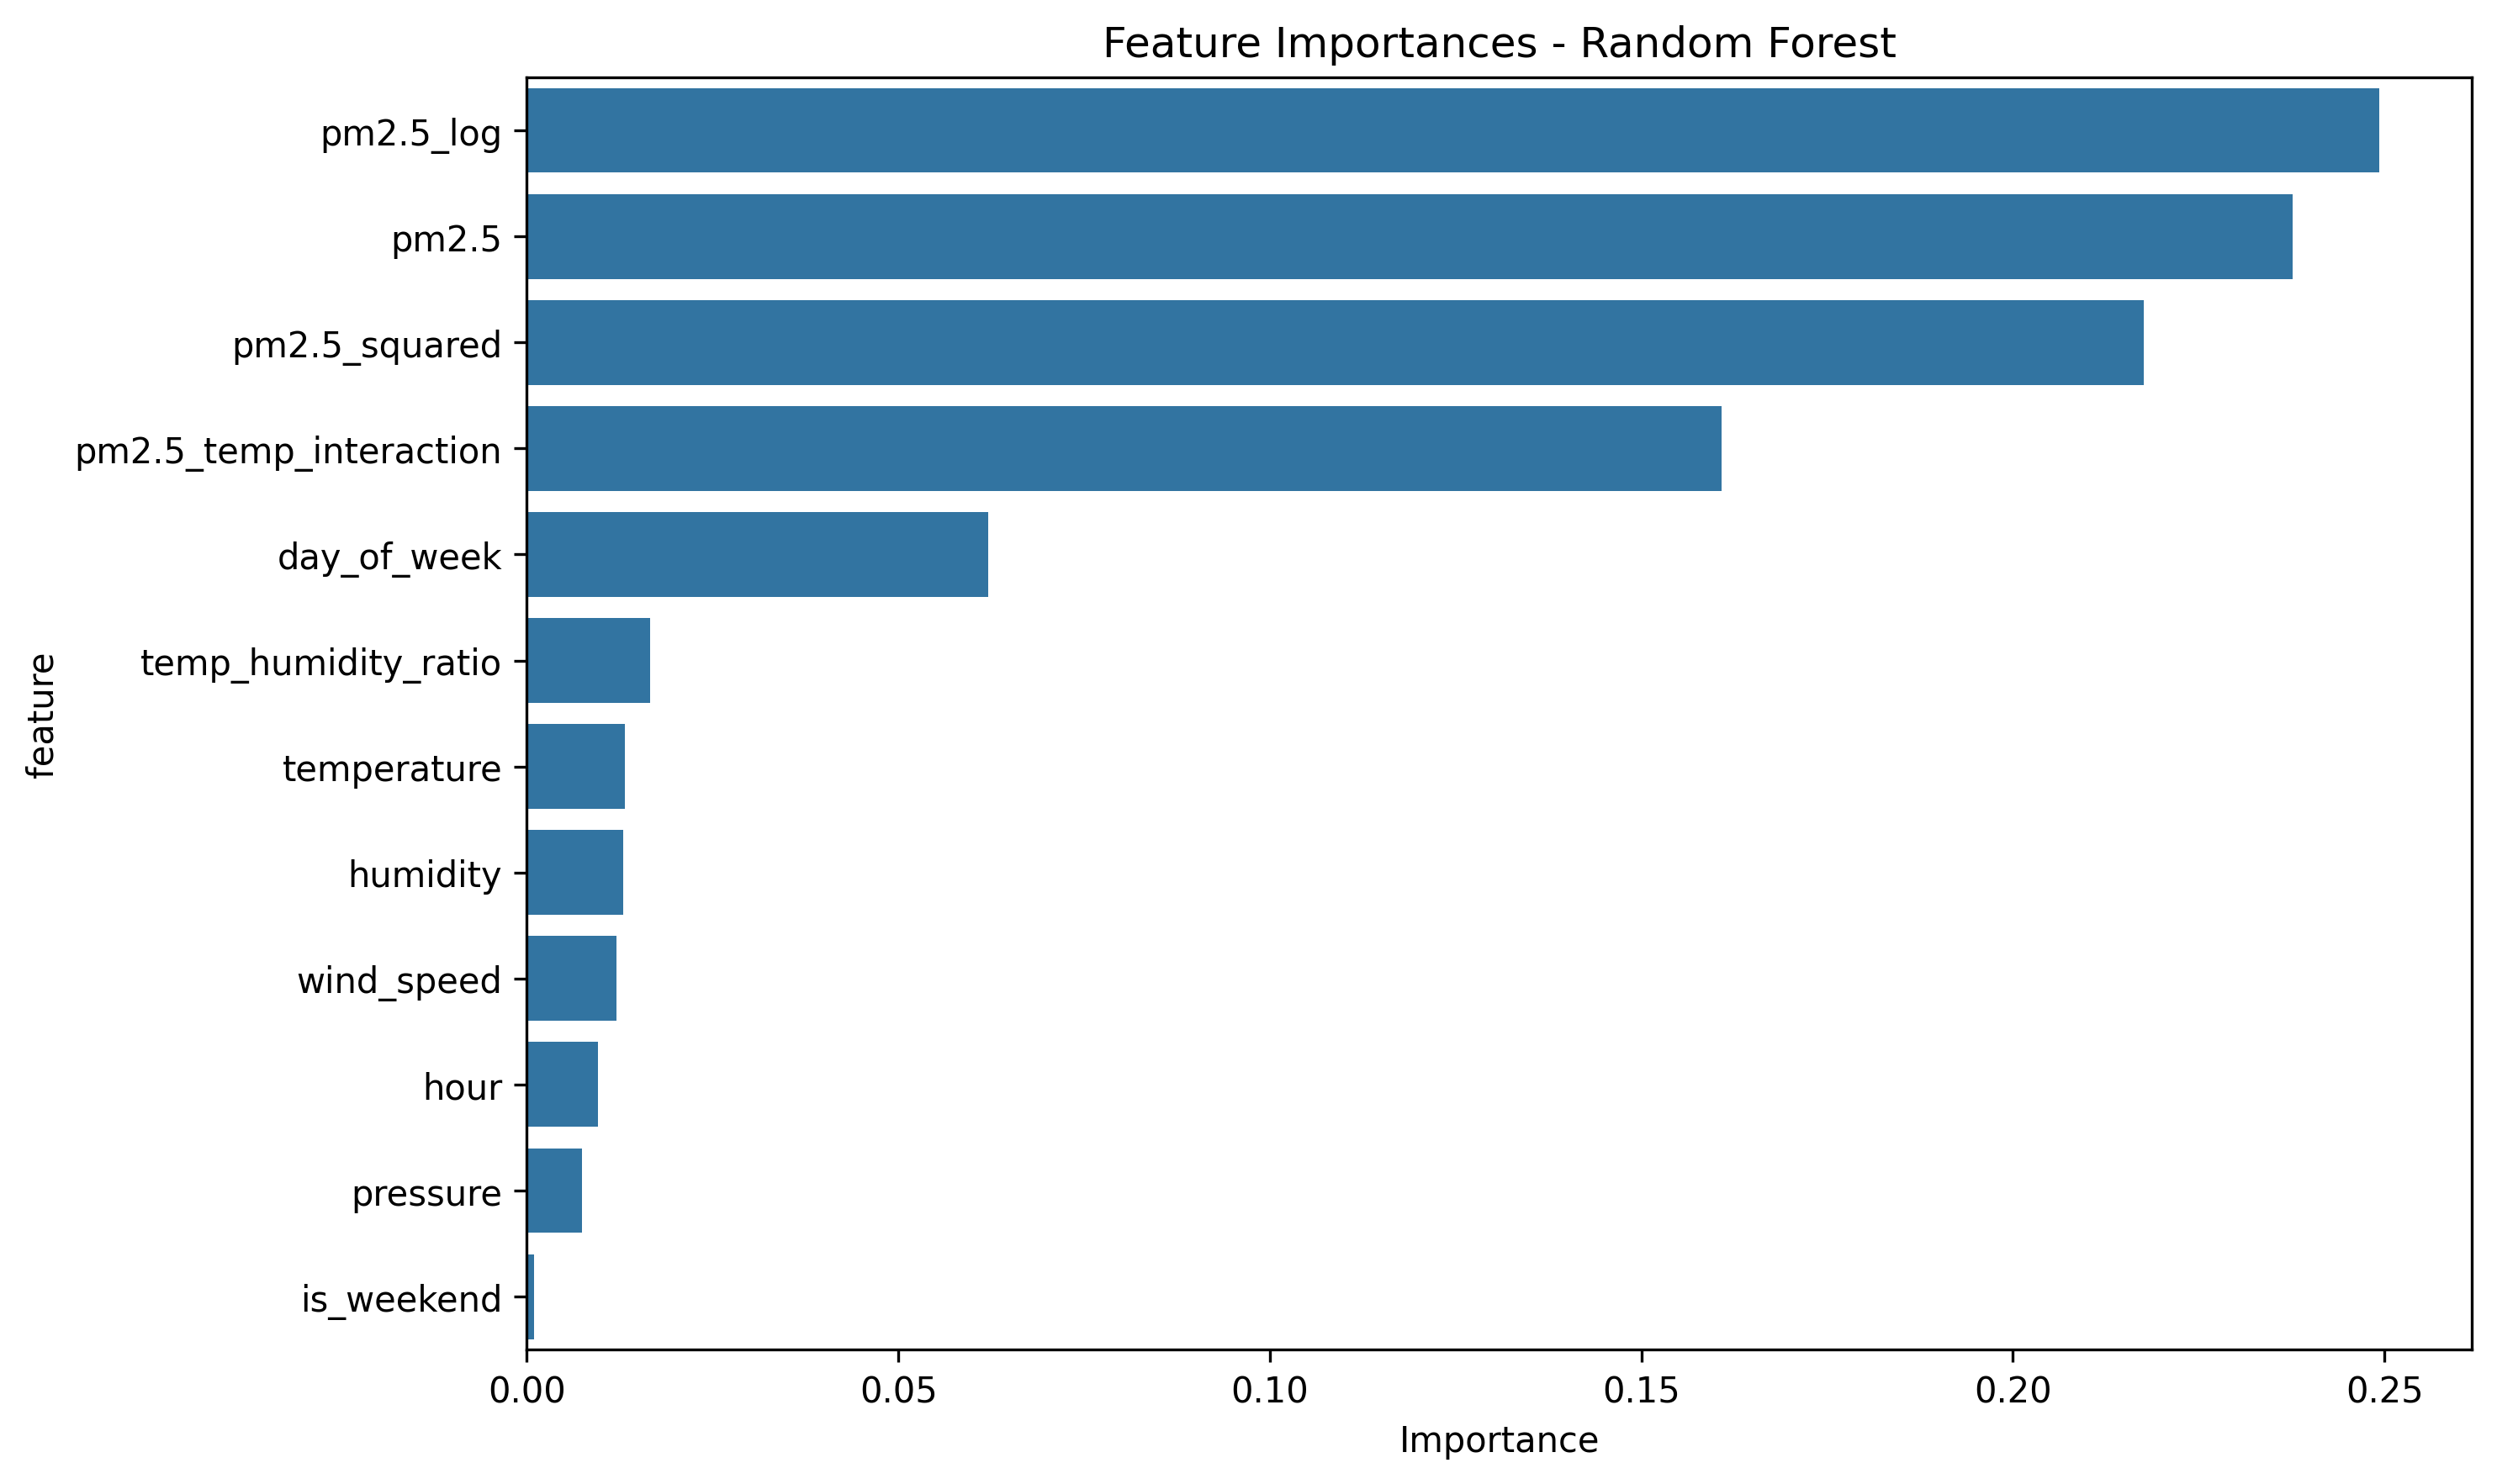 Feature Importances - Random Forest
pm2.5_log
pm2.5
pm2.5_squared
pm2.5_temp_interaction
day_of_week
temp_humidity_ratio
temperature
humidity
wind_speed
hour
pressure
is_weekend
feature
0.00 0.05 0.10 0.15 0.20 0.25
Importance